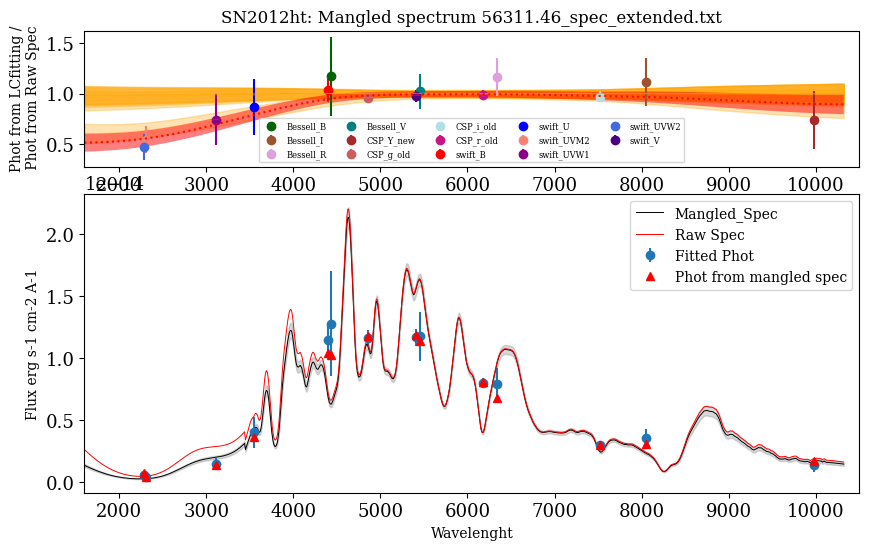 SN2012ht: Mangled spectrum 56311.46_spec_extended.txt
Phot from LCfitting /
Phot from Raw Spec
1.5
1.0
0.5
Bessell_B Bessell_V CSP_i_old swift_U swift_UVW2
Bessell_I CSP_Y_new CSP_r_old swift_UVM2 swift_V
Bessell_R CSP_g_old swift_B swift_UVW1
2000 3000 4000 5000 6000 7000 8000 9000 10000
1e−14
Flux erg s-1 cm-2 A-1
2.0
1.5
1.0
0.5
0.0
Mangled_Spec
Raw Spec
Fitted Phot
Phot from mangled spec
2000 3000 4000 5000 6000 7000 8000 9000 10000
Wavelenght